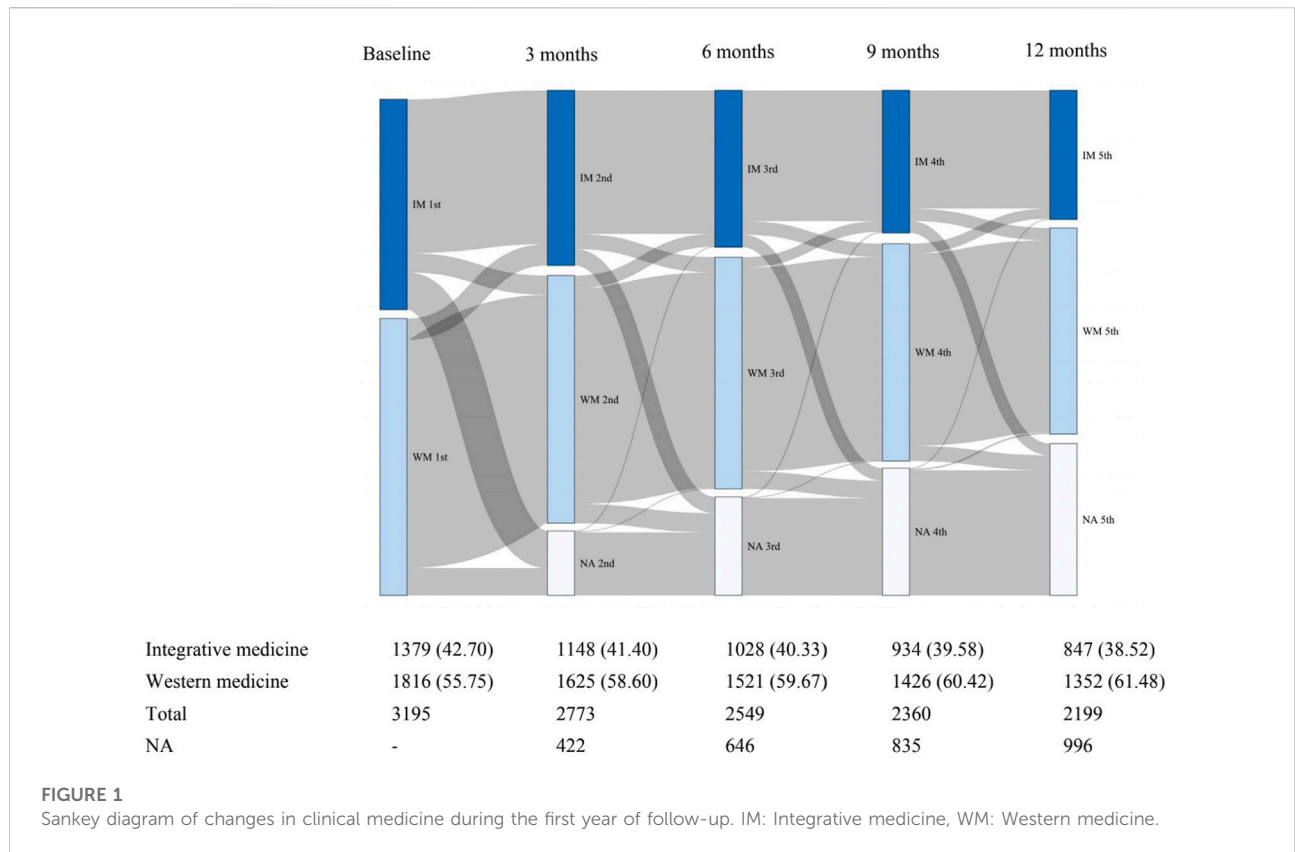 Baseline 3 months 6 months 9 months 12 months
IM 1st
WM 1st
IM 2nd
WM 2nd
NA 2nd
IM 3rd
WM 3rd
NA 3rd
IM 4th
WM 4th
NA 4th
IM 5th
WM 5th
NA 5th
Integrative medicine 1379 (42.70) 1148 (41.40) 1028 (40.33) 934 (39.58) 847 (38.52)
Western medicine 1816 (55.75) 1625 (58.60) 1521 (59.67) 1426 (60.42) 1352 (61.48)
Total 3195 2773 2549 2360 2199
NA - 422 646 835 996
FIGURE 1
Sankey diagram of changes in clinical medicine during the first year of follow-up. IM: Integrative medicine, WM: Western medicine.